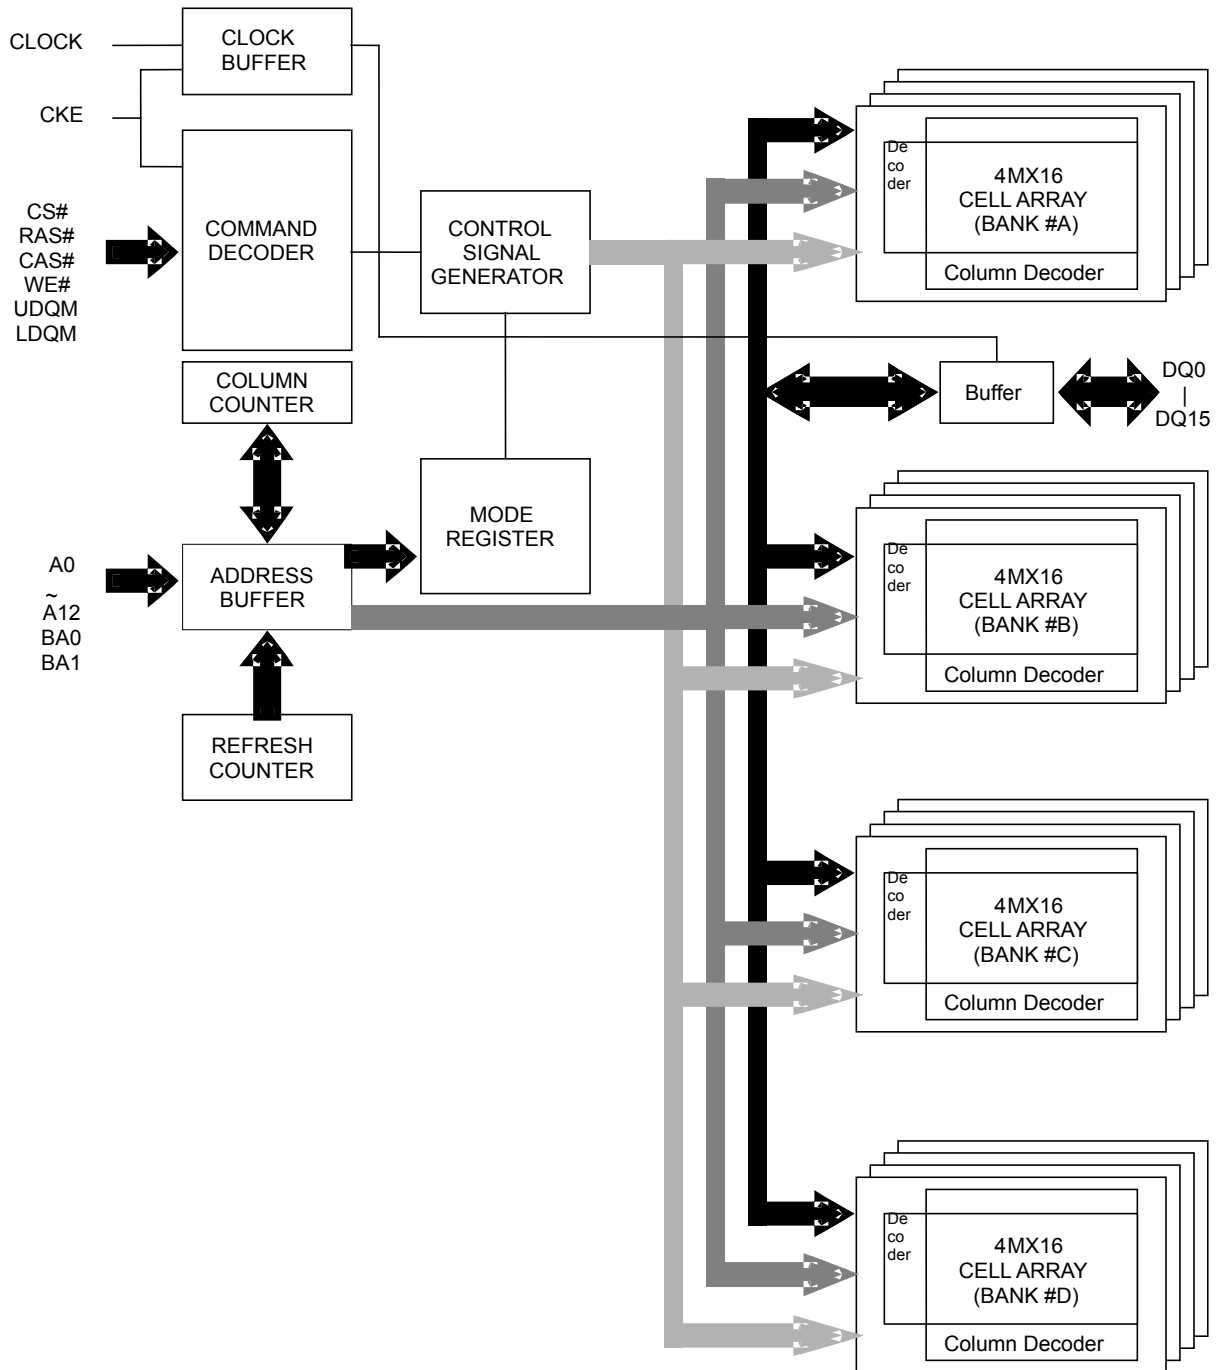 CLOCK
CLOCK
BUFFER
CKE
CS#
RAS#
CAS#
WE#
UDQM
LDQM
COMMAND
DECODER
CONTROL
SIGNAL
GENERATOR
COLUMN
COUNTER
MODE
REGISTER
A0
~
A12
BA0
BA1
ADDRESS
BUFFER
REFRESH
COUNTER
De
co
der
4MX16
CELL ARRAY
(BANK #A)
Column Decoder
Buffer
DQ0
|
DQ15
De
co
der
4MX16
CELL ARRAY
(BANK #B)
Column Decoder
De
co
der
4MX16
CELL ARRAY
(BANK #C)
Column Decoder
De
co
der
4MX16
CELL ARRAY
(BANK #D)
Column Decoder